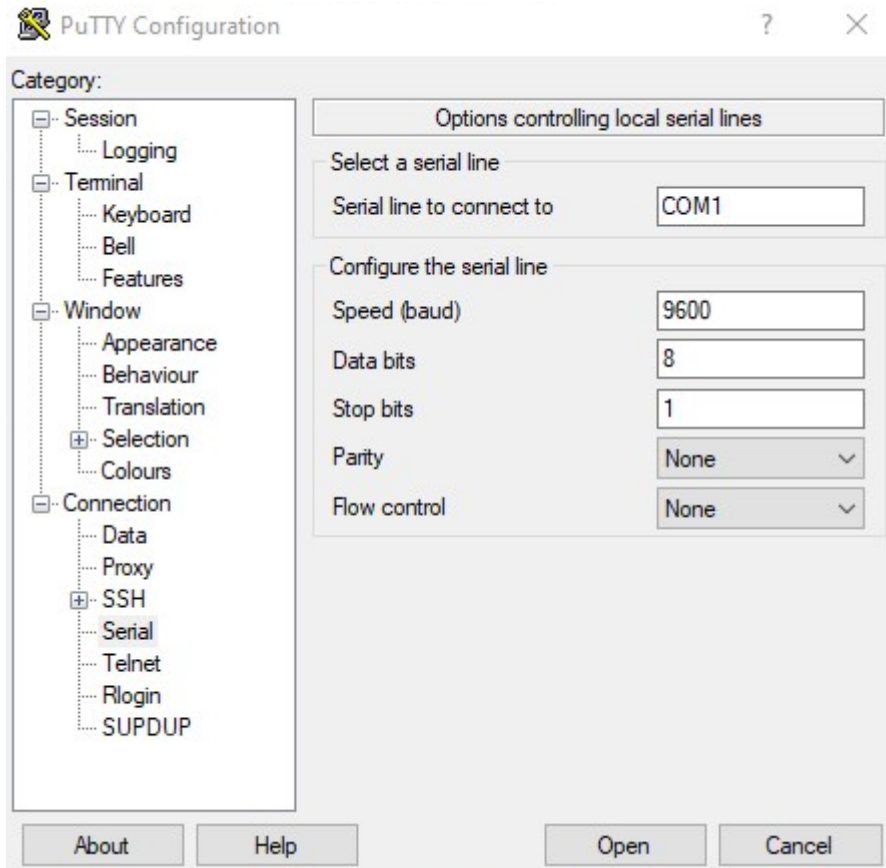 PuTTY Configuration
Category:
Session
Logging
Terminal
Keyboard
Bell
Features
Window
Appearance
Behaviour
Translation
Selection
Colours
Connection
Data
Proxy
SSH
Serial
Telnet
Rlogin
SUPDUP
Options controlling local serial lines
Select a serial line
Serial line to connect to COM1
Configure the serial line
Speed (baud) 9600
Data bits 8
Stop bits 1
Parity None
Flow control None
About Help Open Cancel